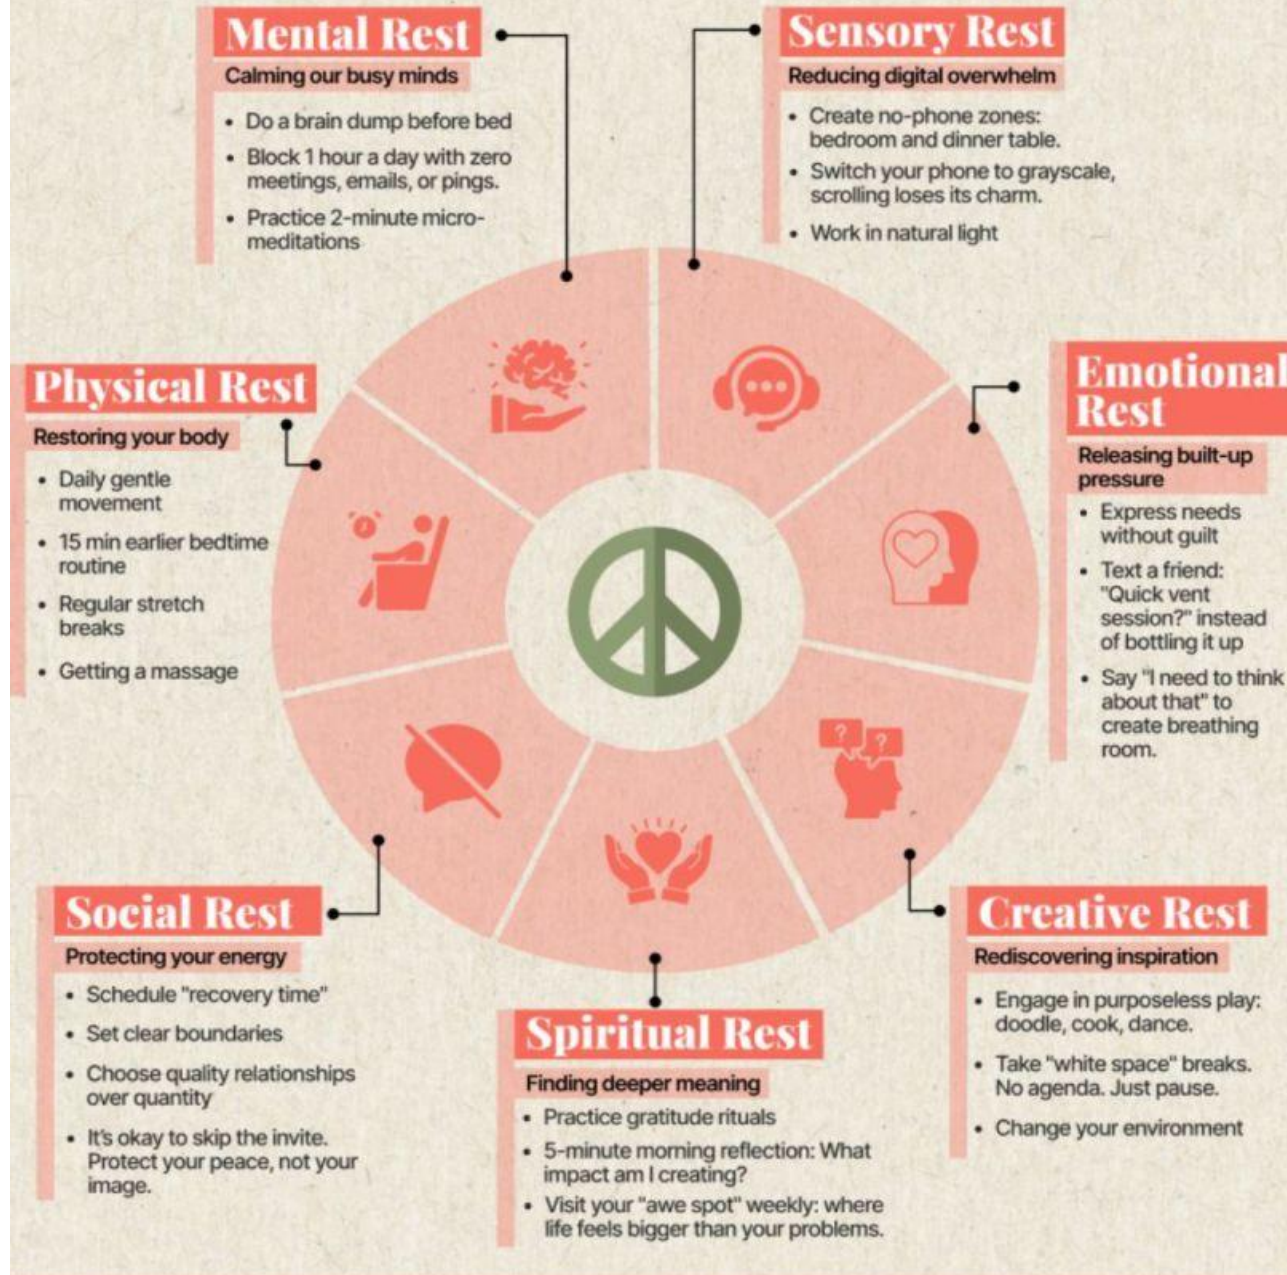 Mental Rest
Calming our busy minds
• Do a brain dump before bed
• Block 1 hour a day with zero
meetings, emails, or pings.
• Practice 2-minute micro-
meditations
Sensory Rest
Reducing digital overwhelm
• Create no-phone zones:
bedroom and dinner table.
• Switch your phone to grayscale,
scrolling loses its charm.
• Work in natural light
Physical Rest
Restoring your body
• Daily gentle
movement
• 15 min earlier bedtime
routine
• Regular stretch
breaks
• Getting a massage
Emotional
Rest
Releasing built-up
pressure
• Express needs
without guilt
• Text a friend:
"Quick vent
session?" instead
of bottling it up
• Say "I need to think
about that" to
create breathing
room.
? ?
Social Rest
Protecting your energy
• Schedule "recovery time"
• Set clear boundaries
• Choose quality relationships
over quantity
• It's okay to skip the invite.
Protect your peace, not your
image.
Spiritual Rest
Finding deeper meaning
• Practice gratitude rituals
• 5-minute morning reflection: What
impact am I creating?
• Visit your "awe spot" weekly: where
life feels bigger than your problems.
Creative Rest
Rediscovering inspiration
• Engage in purposeless play:
doodle, cook, dance.
• Take "white space" breaks.
No agenda. Just pause.
• Change your environment